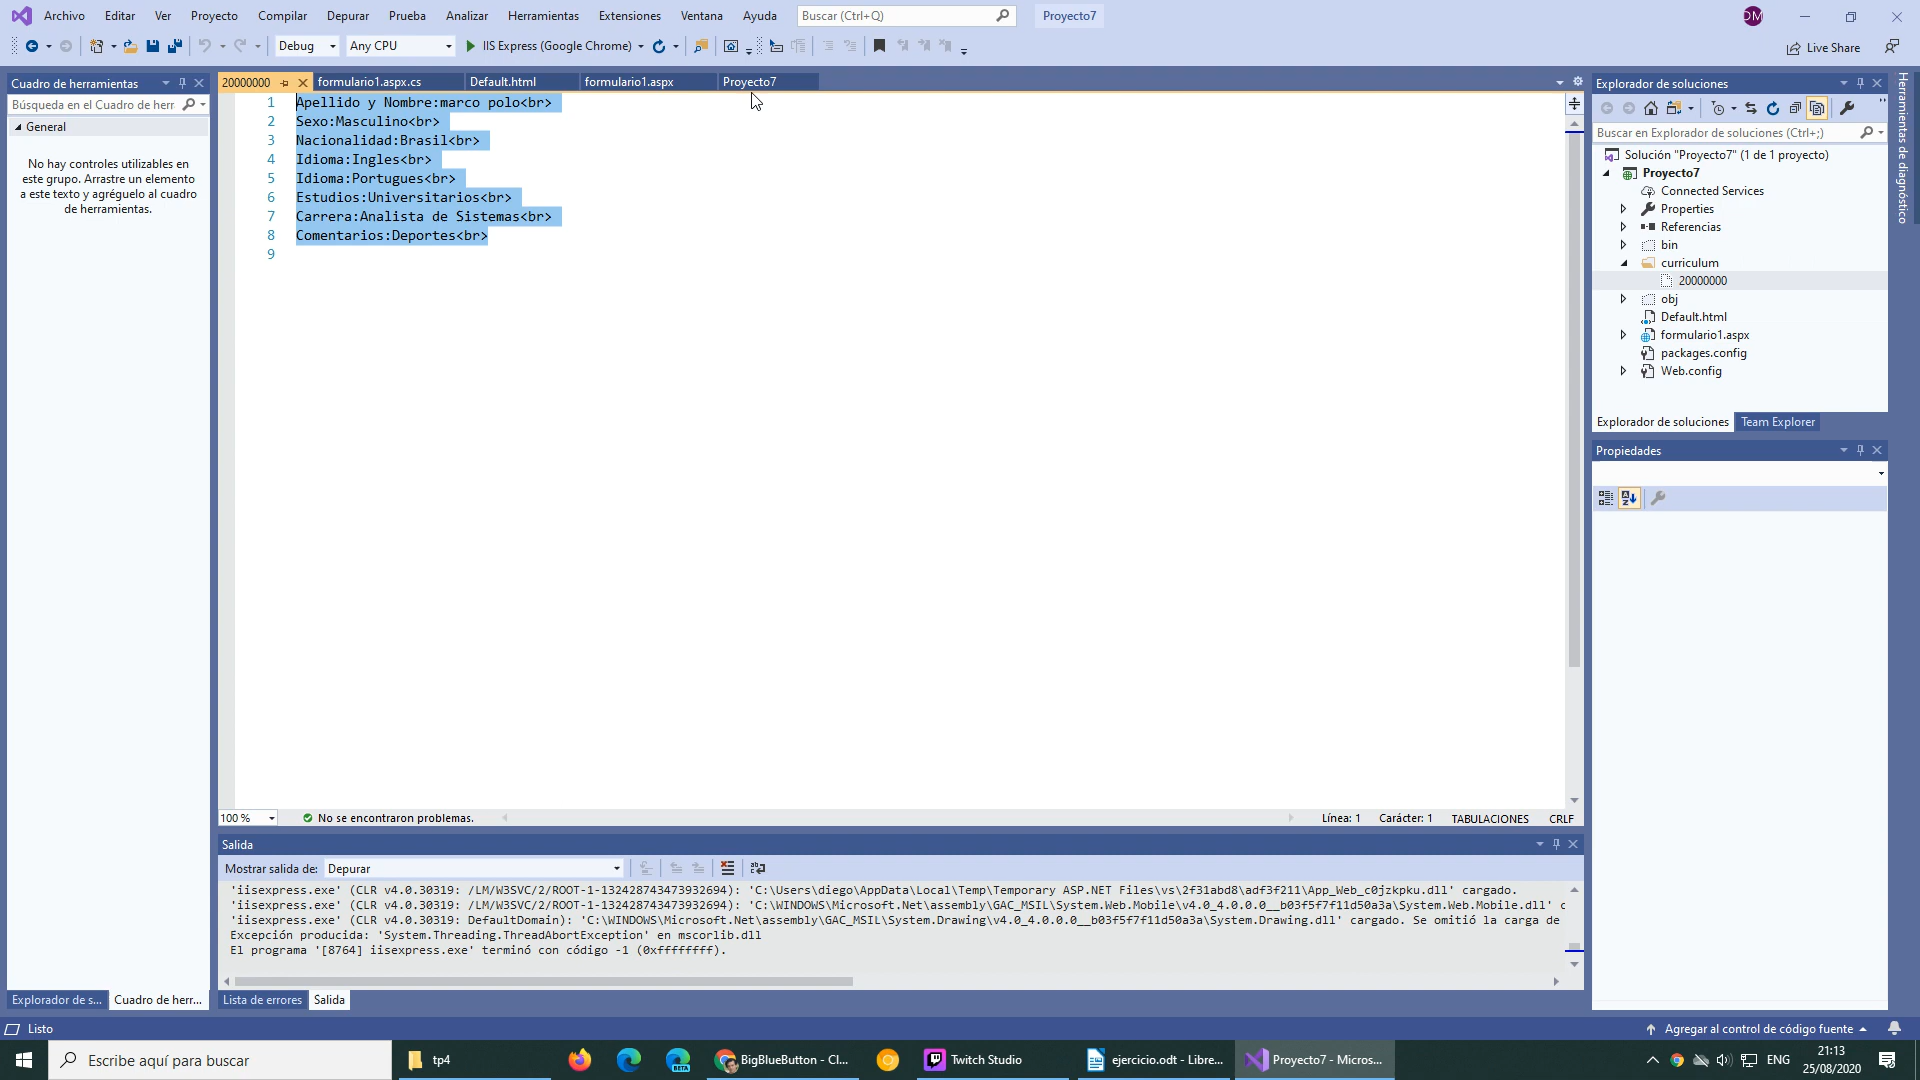 Archivo Editar Ver Proyecto Compilar Depurar Prueba Analizar Herramientas Extensiones Ventana Ayuda Buscar (Ctrl+Q) Proyecto7 DM
Debug Any CPU IIS Express (Google Chrome) Live Share
Cuadro de herramientas
Búsqueda en el Cuadro de herr
General
No hay controles utilizables en
este grupo. Arrastre un elemento
a este texto y agréguelo al cuadro
de herramientas.
20000000 formulario1.aspx.cs Default.html formulario1.aspx Proyecto7
1 Apellido y Nombre:marco polo<br>
2 Sexo:Masculino<br>
3 Nacionalidad:Brasil<br>
4 Idioma:Ingles<br>
5 Idioma:Portugues<br>
6 Estudios:Universitarios<br>
7 Carrera:Analista de Sistemas<br>
8 Comentarios:Deportes<br>
9
100 % No se encontraron problemas. Línea: 1 Carácter: 1 TABULACIONES CRLF
Salida
Mostrar salida de: Depurar
'iisexpress.exe' (CLR v4.0.30319: /LM/W3SVC/2/ROOT-1-132428743473932694): 'C:\Users\diego\AppData\Local\Temp\Temporary ASP.NET Files\vs\2f31abd8\adf3f211\App_Web_c0jzkpku.dll' cargado.
'iisexpress.exe' (CLR v4.0.30319: /LM/W3SVC/2/ROOT-1-132428743473932694): 'C:\WINDOWS\Microsoft.Net\assembly\GAC_MSIL\System.Web.Mobile\v4.0_4.0.0.0__b03f5f7f11d50a3a\System.Web.Mobile.dll' c
'iisexpress.exe' (CLR v4.0.30319: DefaultDomain): 'C:\WINDOWS\Microsoft.Net\assembly\GAC_MSIL\System.Drawing\v4.0_4.0.0.0__b03f5f7f11d50a3a\System.Drawing.dll' cargado. Se omitió la carga de
Excepción producida: 'System.Threading.ThreadAbortException' en mscorlib.dll
El programa '[8764] iisexpress.exe' terminó con código -1 (0xffffffff).
Explorador de s... Cuadro de herr... Lista de errores Salida
Explorador de soluciones
Buscar en Explorador de soluciones (Ctrl+;)
Solución "Proyecto7" (1 de 1 proyecto)
Proyecto7
Connected Services
Properties
Referencias
bin
curriculum
20000000
obj
Default.html
formulario1.aspx
packages.config
Web.config
Explorador de soluciones Team Explorer
Propiedades
Herramientas de diagnóstico
Listo Agregar al control de código fuente
Escribe aquí para buscar tp4 BETA BigBlueButton - Cl... Twitch Studio ejercicio.odt - Libre... Proyecto7 - Micros... ENG 21:13
25/08/2020